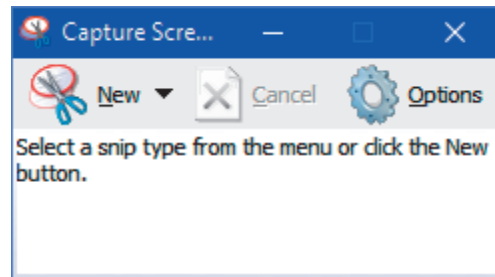 Capture Scre...
New Cancel Options
Select a snip type from the menu or click the New
button.